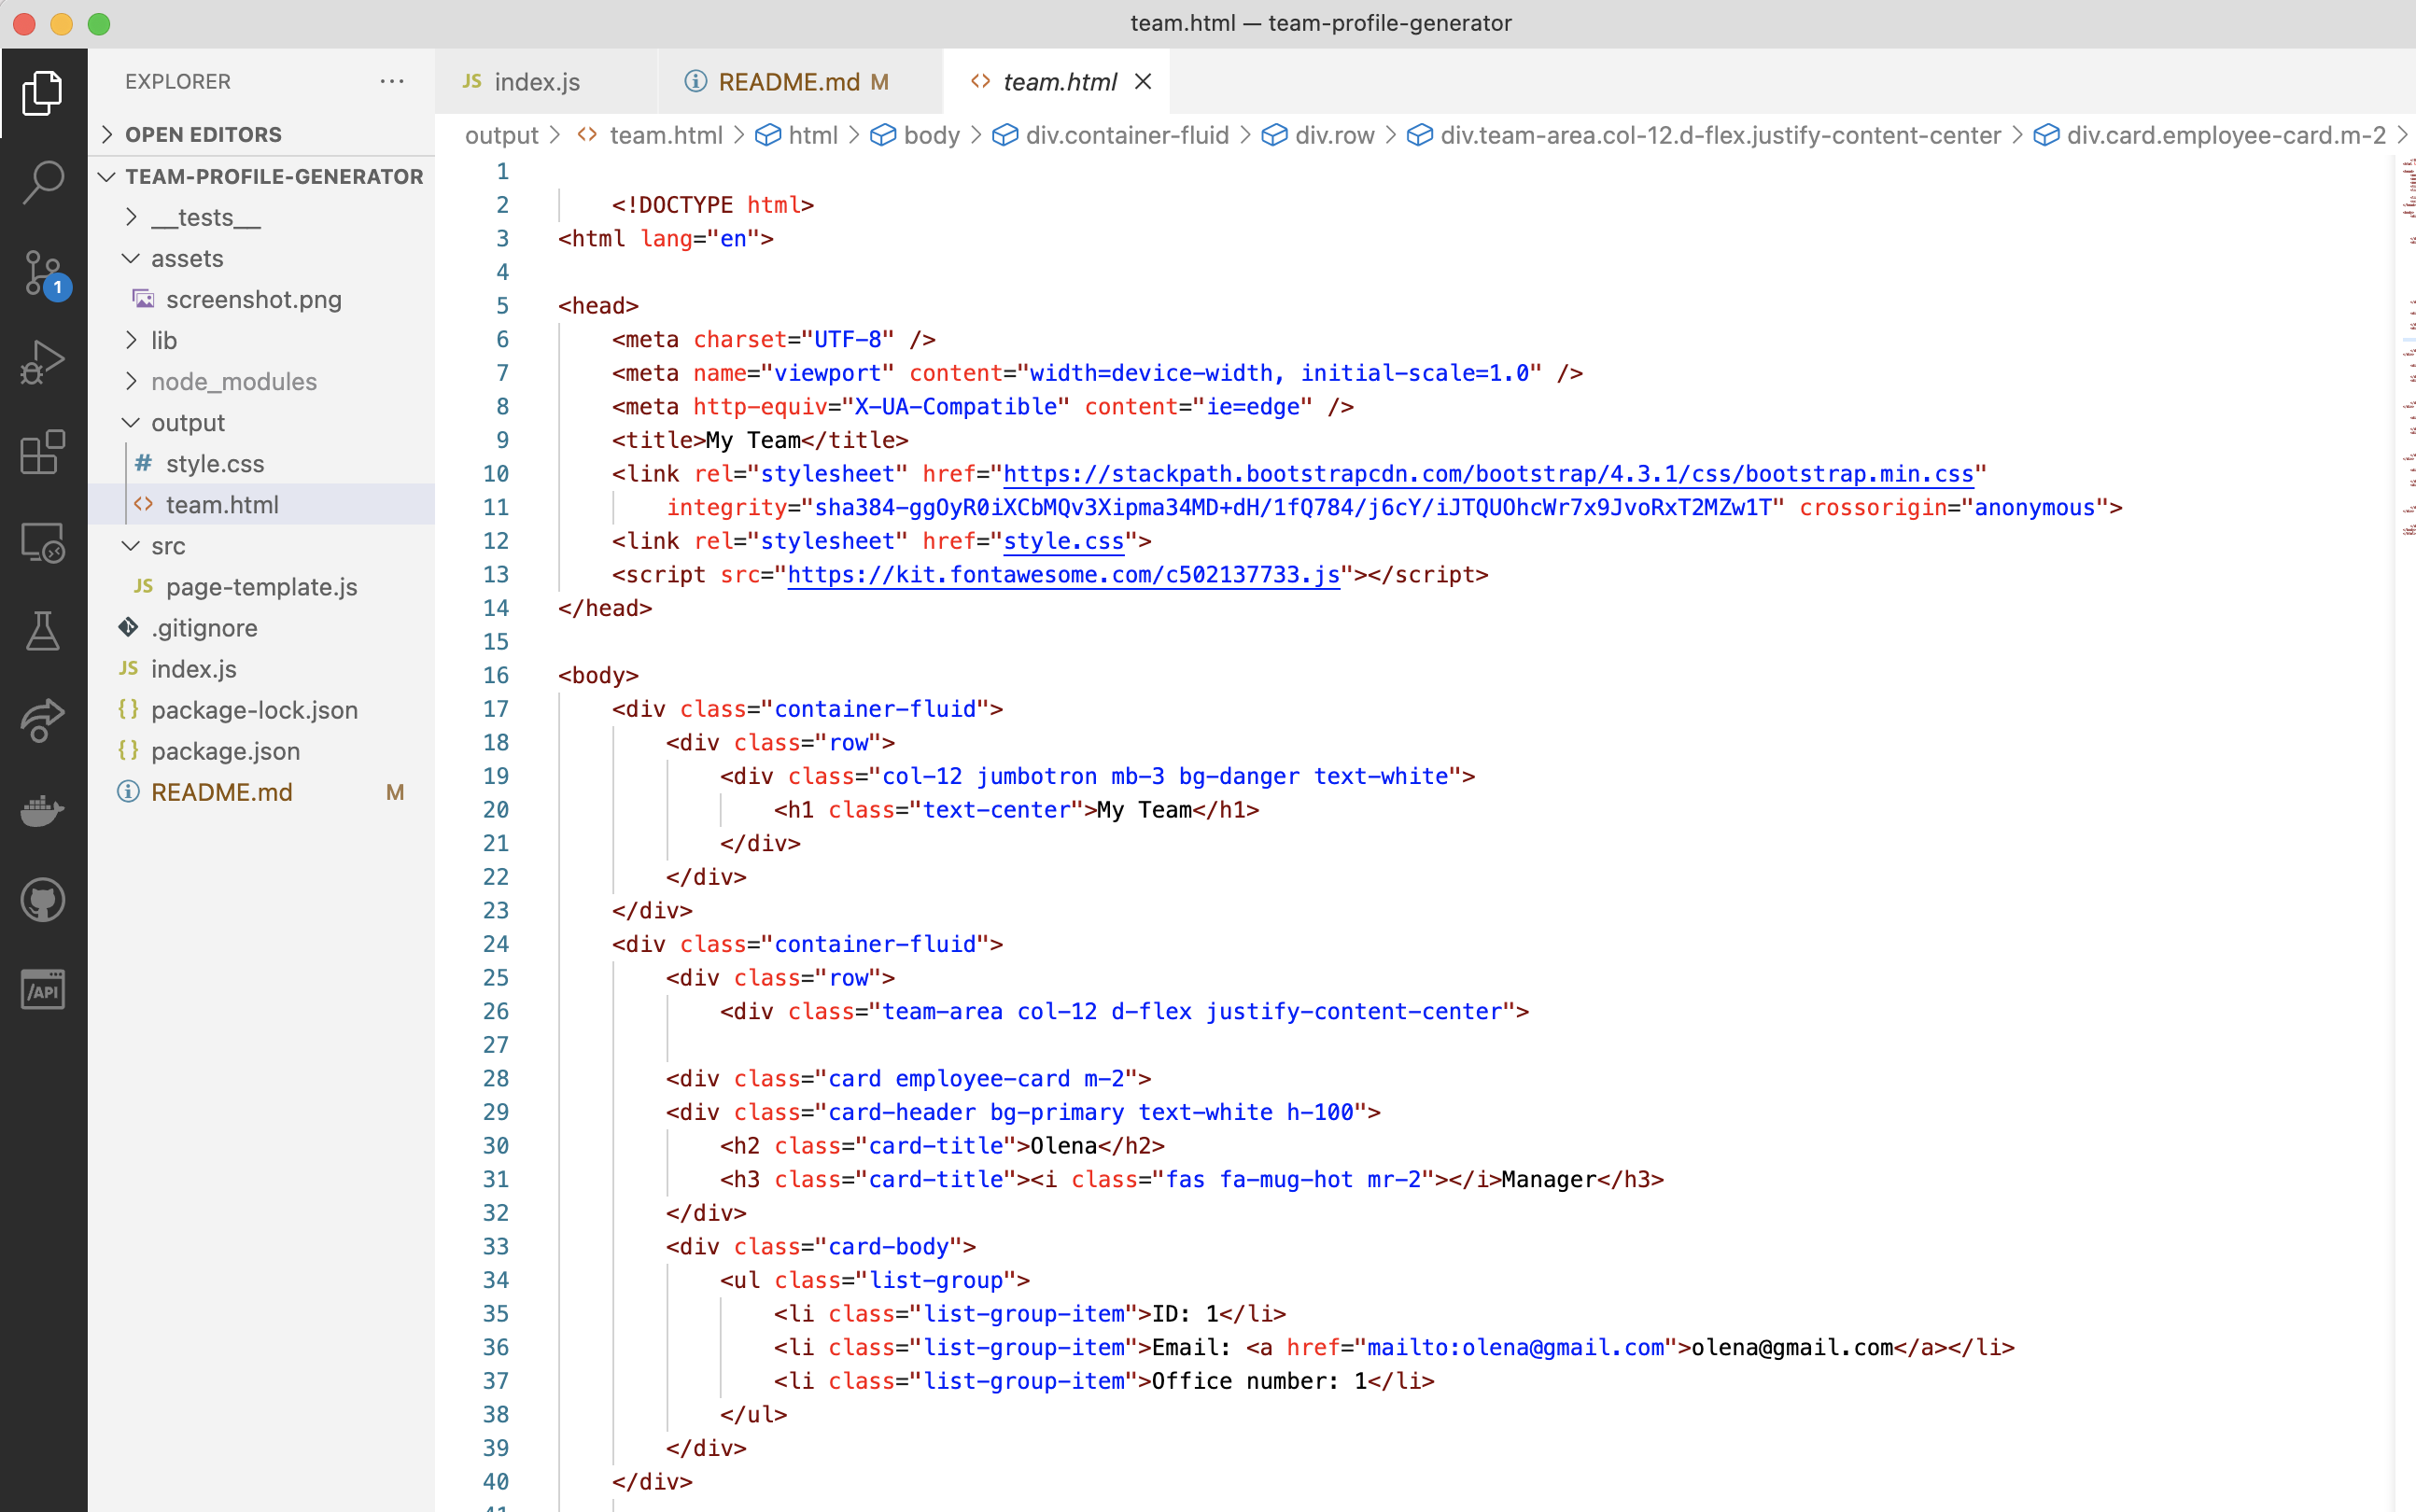 team.html — team-profile-generator
EXPLORER
OPEN EDITORS
TEAM-PROFILE-GENERATOR
__tests__
assets
screenshot.png
lib
node_modules
output
# style.css
<> team.html
src
JS page-template.js
.gitignore
JS index.js
{} package-lock.json
{} package.json
README.md M
1
/API
JS index.js
README.md M
<> team.html
output > <> team.html > html > body > div.container-fluid > div.row > div.team-area.col-12.d-flex.justify-content-center > div.card.employee-card.m-2 >
1
2 <!DOCTYPE html>
3 <html lang="en">
4
5 <head>
6 <meta charset="UTF-8" />
7 <meta name="viewport" content="width=device-width, initial-scale=1.0" />
8 <meta http-equiv="X-UA-Compatible" content="ie=edge" />
9 <title>My Team</title>
10 <link rel="stylesheet" href="https://stackpath.bootstrapcdn.com/bootstrap/4.3.1/css/bootstrap.min.css"
11 integrity="sha384-ggOyR0iXCbMQv3Xipma34MD+dH/1fQ784/j6cY/iJTQUOhcWr7x9JvoRxT2MZw1T" crossorigin="anonymous">
12 <link rel="stylesheet" href="style.css">
13 <script src="https://kit.fontawesome.com/c502137733.js"></script>
14 </head>
15
16 <body>
17 <div class="container-fluid">
18 <div class="row">
19 <div class="col-12 jumbotron mb-3 bg-danger text-white">
20 <h1 class="text-center">My Team</h1>
21 </div>
22 </div>
23 </div>
24 <div class="container-fluid">
25 <div class="row">
26 <div class="team-area col-12 d-flex justify-content-center">
27
28 <div class="card employee-card m-2">
29 <div class="card-header bg-primary text-white h-100">
30 <h2 class="card-title">Olena</h2>
31 <h3 class="card-title"><i class="fas fa-mug-hot mr-2"></i>Manager</h3>
32 </div>
33 <div class="card-body">
34 <ul class="list-group">
35 <li class="list-group-item">ID: 1</li>
36 <li class="list-group-item">Email: <a href="mailto:olena@gmail.com">olena@gmail.com</a></li>
37 <li class="list-group-item">Office number: 1</li>
38 </ul>
39 </div>
40 </div>